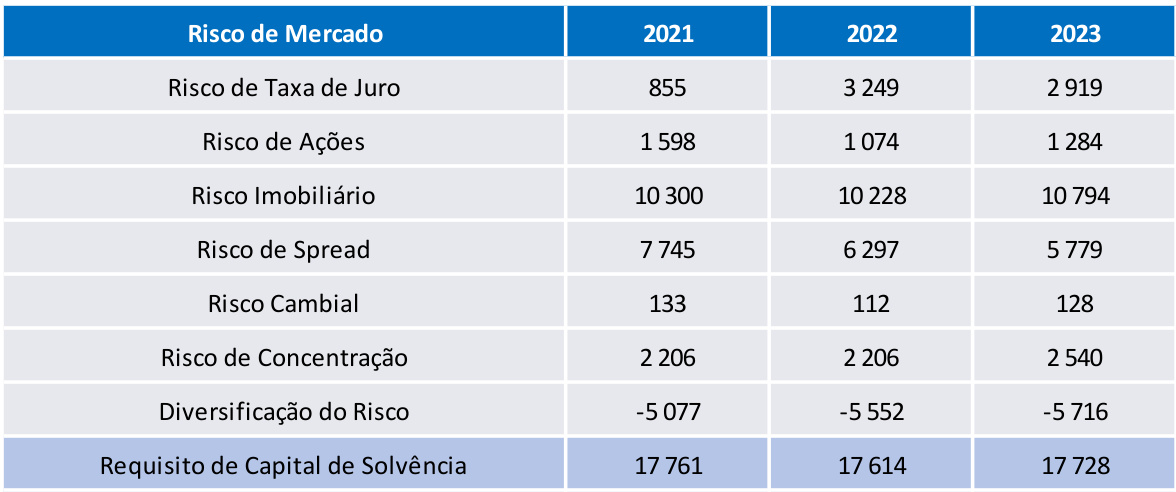 Risco de Mercado 2021 2022 2023
Risco de Taxa de Juro 855 3 249 2 919
Risco de Ações 1 598 1 074 1 284
Risco Imobiliário 10 300 10 228 10 794
Risco de Spread 7 745 6 297 5 779
Risco Cambial 133 112 128
Risco de Concentração 2 206 2 206 2 540
Diversificação do Risco -5 077 -5 552 -5 716
Requisito de Capital de Solvência 17 761 17 614 17 728